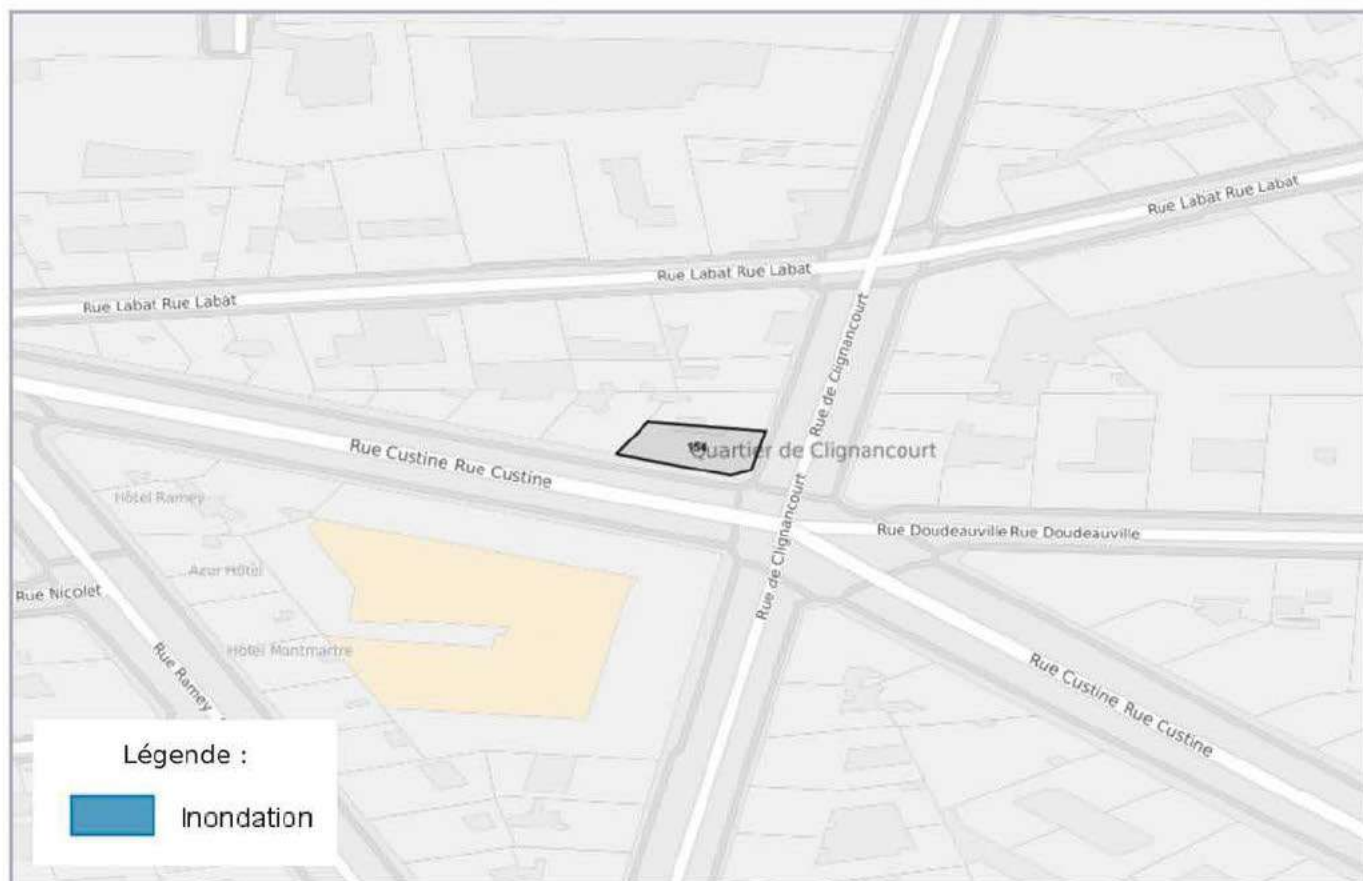 Rue Labat Rue Labat
Rue Labat Rue Labat
Rue Labat Rue Labat
Rue de Clignancourt
Quartier de Clignancourt
Rue Custine Rue Custine
Hôtel Ramey
Rue de Clignancourt
Rue Doudeauville Rue Doudeauville
Azur Hôtel
Rue Nicolet
Hôtel Montmartre
Rue Ramey
Rue Custine Rue Custine
Légende :
Inondation